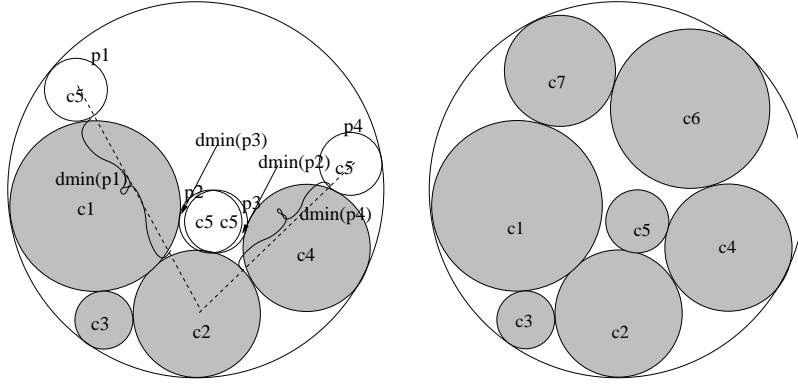 p1
c5
p4
dmin(p3)
dmin(p2)
c5
dmin(p1)
p2
p3
c1
c5 c5
dmin(p4)
c4
c3
c2
c7
c6
c1
c5
c4
c3
c2